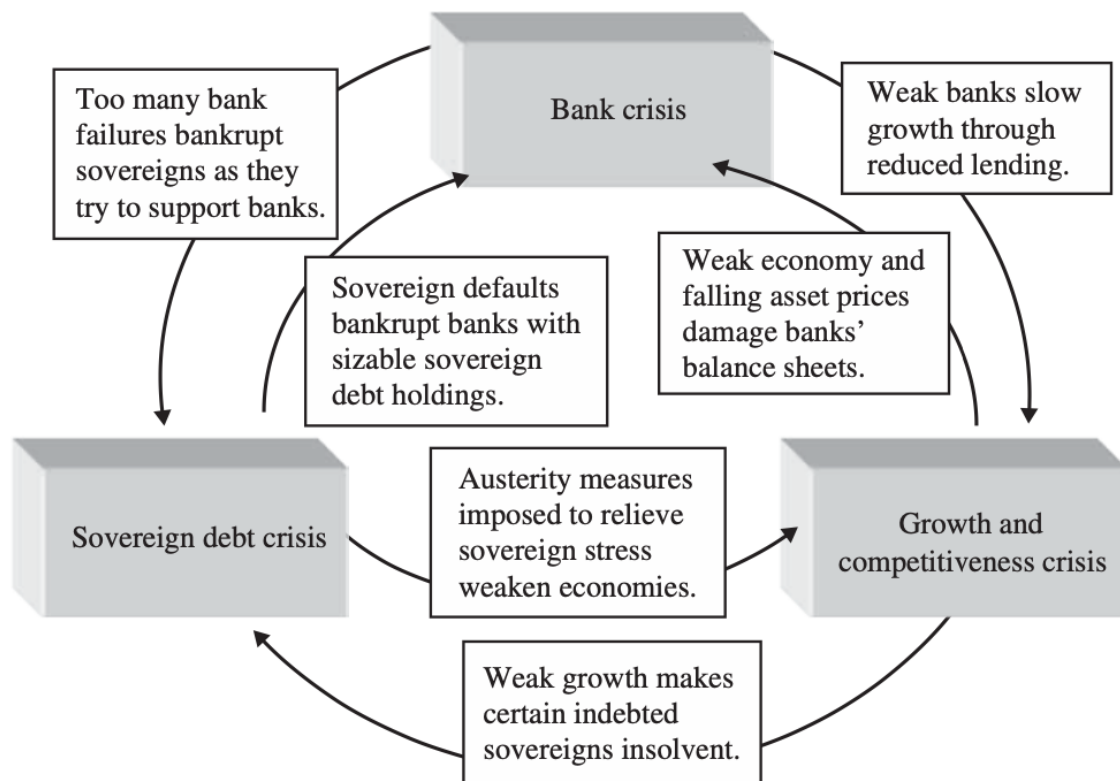 Bank crisis
Too many bank
failures bankrupt
sovereigns as they
try to support banks.
Weak banks slow
growth through
reduced lending.
Sovereign defaults
bankrupt banks with
sizable sovereign
debt holdings.
Weak economy and
falling asset prices
damage banks’
balance sheets.
Sovereign debt crisis
Austerity measures
imposed to relieve
sovereign stress
weaken economies.
Growth and
competitiveness crisis
Weak growth makes
certain indebted
sovereigns insolvent.